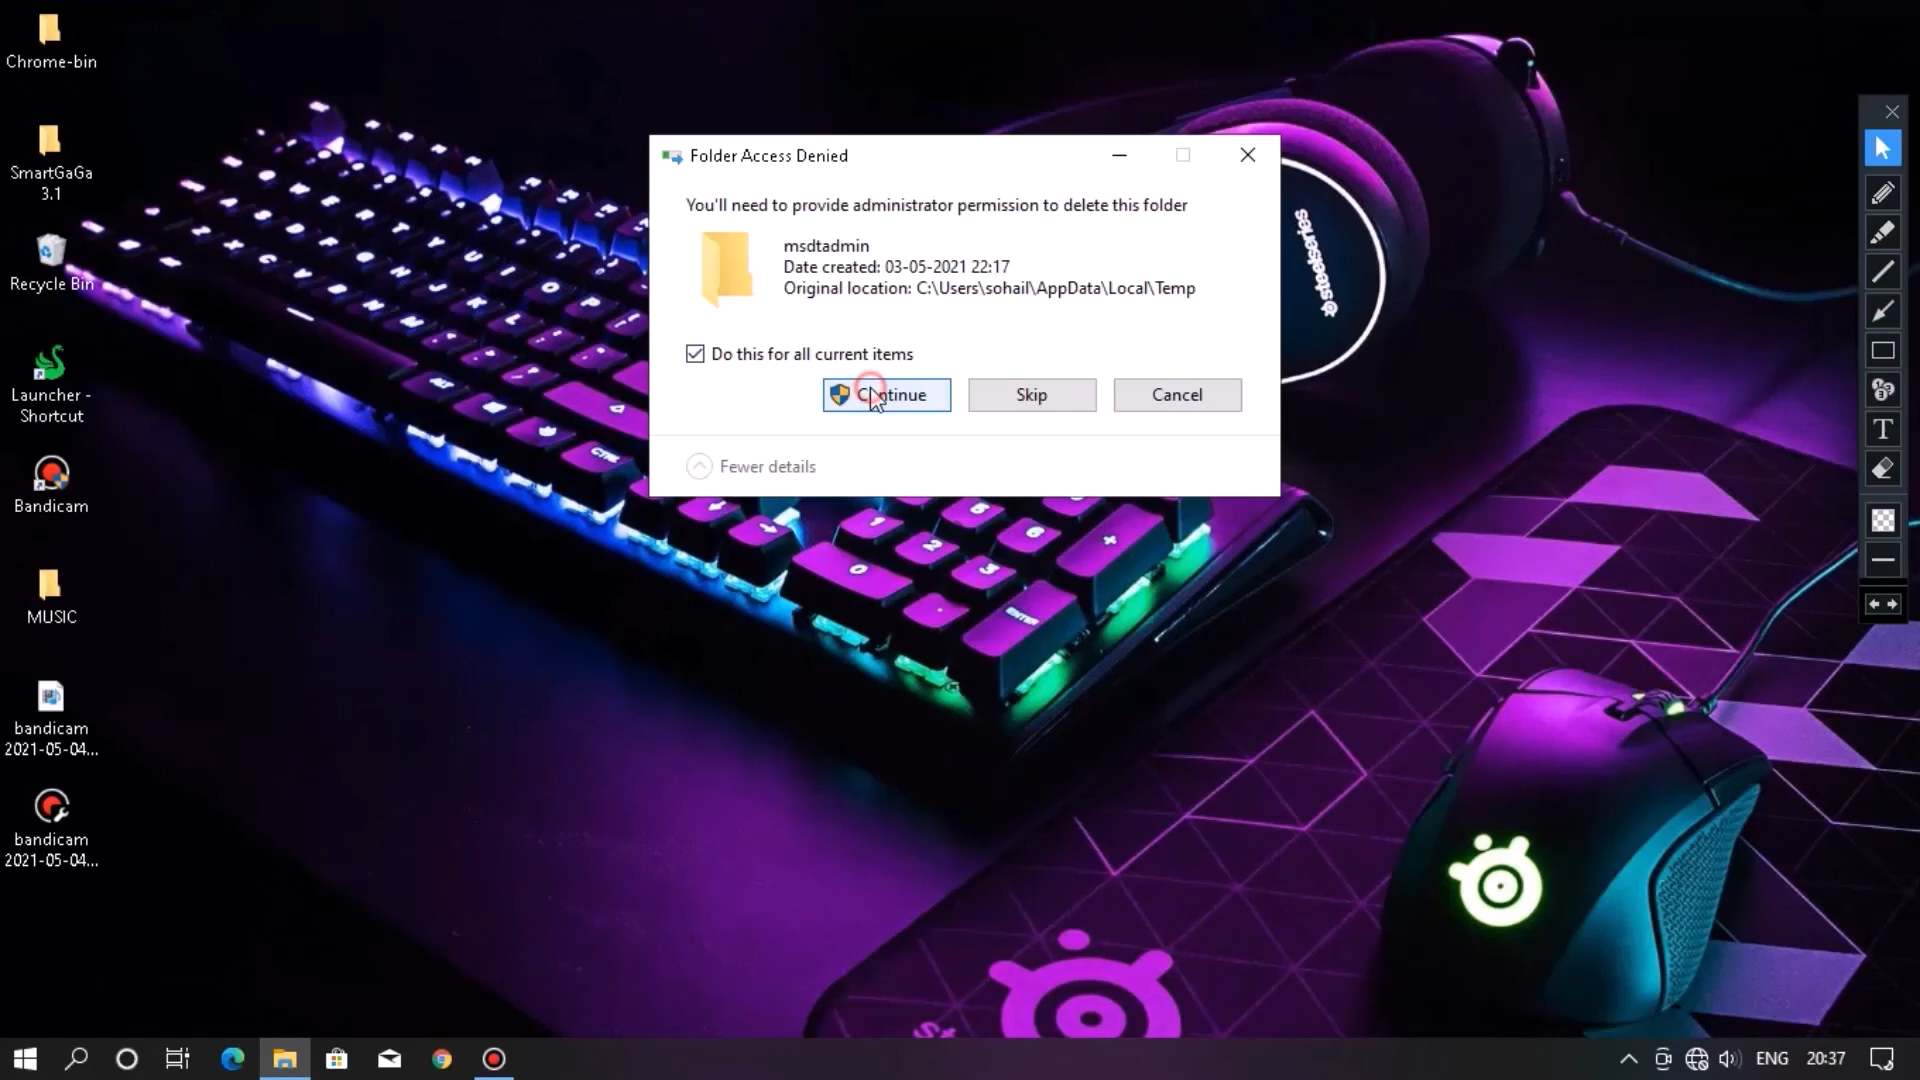 Chrome-bin
SmartGaGa
3.1
Recycle Bin
Launcher -
Shortcut
Bandicam
MUSIC
bandicam
2021-05-04...
bandicam
2021-05-04...
Folder Access Denied
You'll need to provide administrator permission to delete this folder
msdtadmin
Date created: 03-05-2021 22:17
Original location: C:\Users\sohail\AppData\Local\Temp
Do this for all current items
Continue
Skip
Cancel
Fewer details
steelseries
T
ENG
20:37